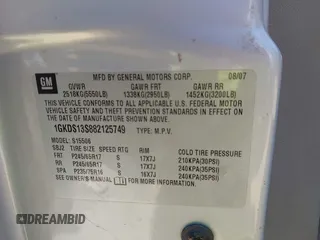 GM
MFD BY GENERAL MOTORS CORP. 08/07
GVWR GAWR FRT GAWR RR
2518KG(5550LB) 1338KG(2950LB) 1452KG(3200LB)
THIS VEHICLE CONFORMS TO ALL APPLICABLE U.S. FEDERAL MOTOR
VEHICLE SAFETY AND THEFT PREVENTION STANDARDS IN EFFECT ON
THE DATE OF MANUFACTURE SHOWN ABOVE.
1GKDS13S882125749 TYPE: M.P.V.
MODEL: S15506
TIRE SIZE SPEED RTG RIM COLD TIRE PRESSURE
FRT P245/65R17 S 17X7J 210KPA(30PSI)
RR P245/65R17 S 17X7J 240KPA(35PSI)
SPA P235/75R16 S 16X7J 240KPA(35PSI)
SEE OWNER'S MANUAL
DREAMBID